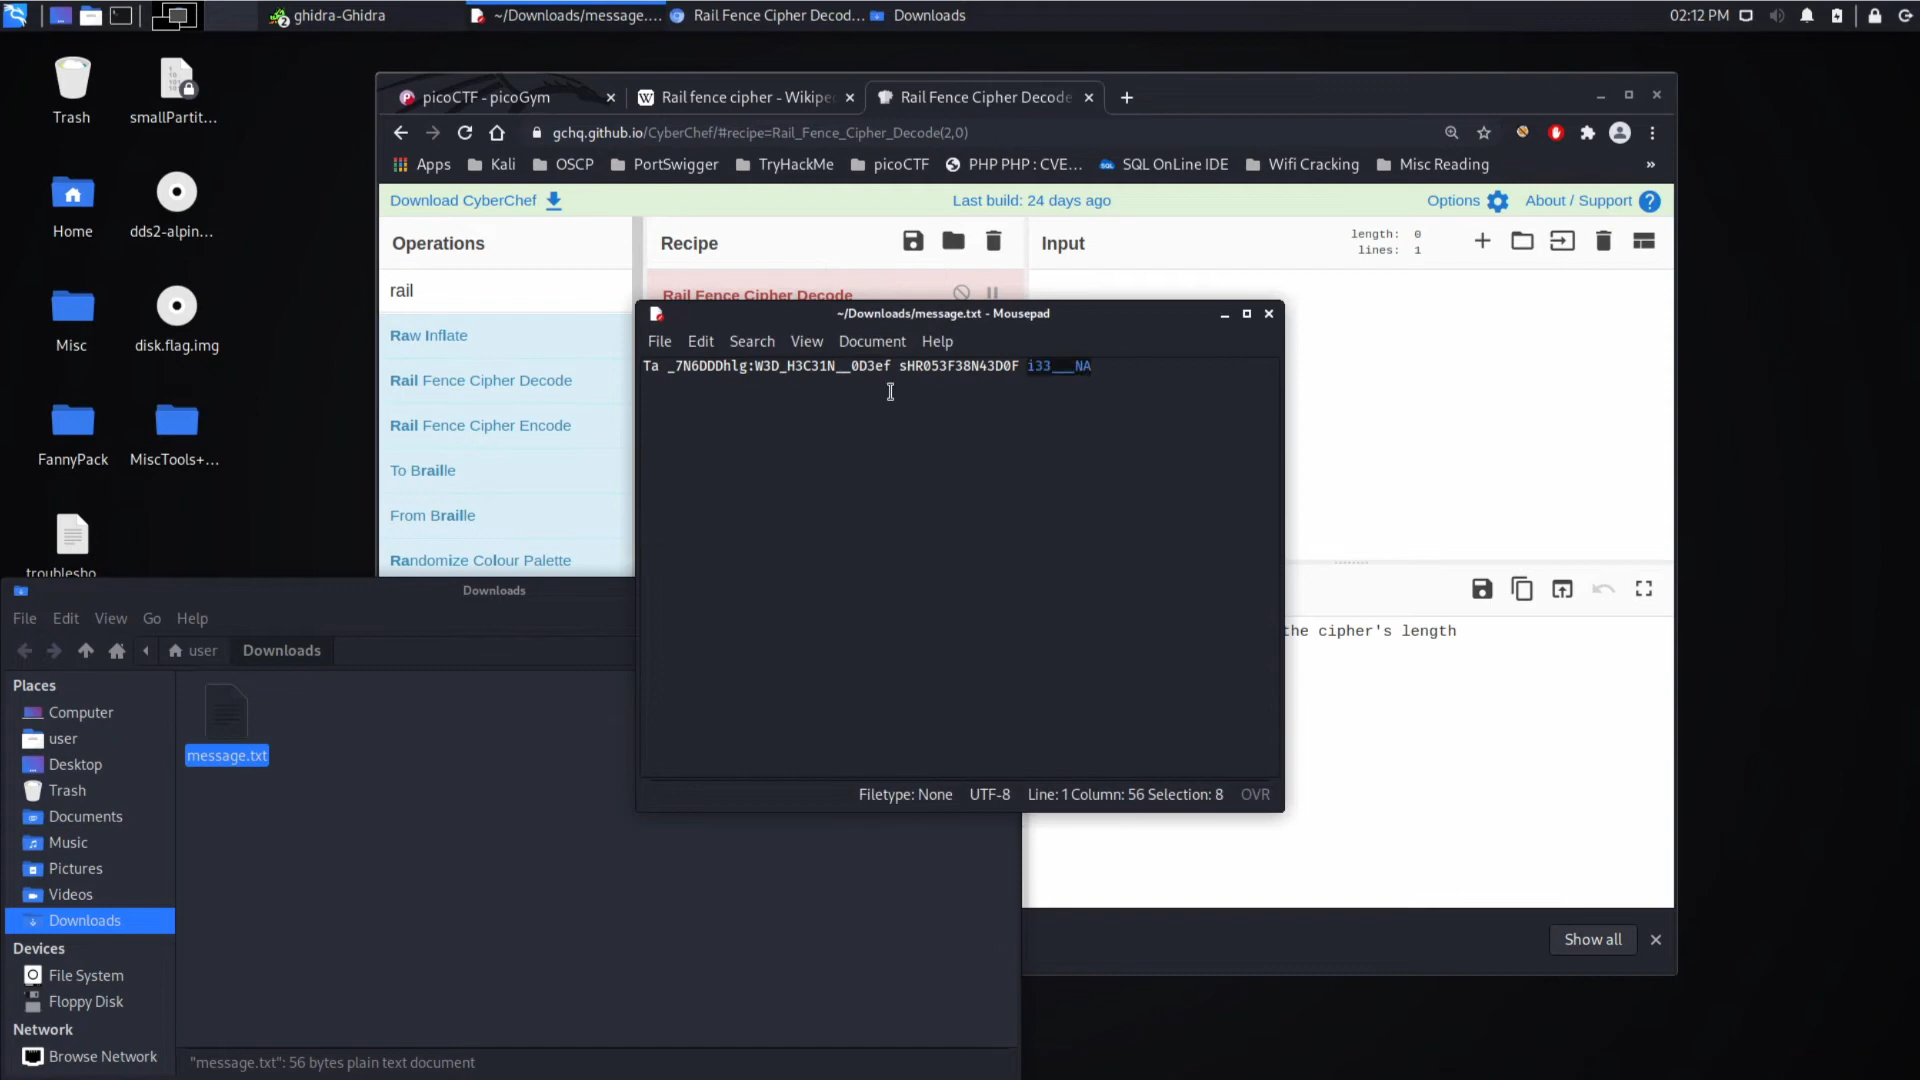 ghidra-Ghidra
~/Downloads/message....
Rail Fence Cipher Decod...
Downloads
02:12 PM
Trash
smallPartit...
Home
dds2-alpin...
Misc
disk.flag.img
FannyPack
MiscTools+...
troublesho
picoCTF - picoGym
Rail fence cipher - Wikipe
Rail Fence Cipher Decode
gchq.github.io/CyberChef/#recipe=Rail_Fence_Cipher_Decode(2,0)
Apps
Kali
OSCP
PortSwigger
TryHackMe
picoCTF
PHP PHP : CVE...
SQL OnLine IDE
Wifi Cracking
Misc Reading
»
Download CyberChef
Last build: 24 days ago
Options
About / Support
Operations
Recipe
Input
length: 0
lines: 1
rail
Rail Fence Cipher Decode
Raw Inflate
Rail Fence Cipher Decode
Rail Fence Cipher Encode
To Braille
From Braille
Randomize Colour Palette
~/Downloads/message.txt - Mousepad
File Edit Search View Document Help
Ta _7N6DDDhlg:W3D_H3C31N__0D3ef sHR053F38N43D0F i33___NA
Filetype: None UTF-8 Line: 1 Column: 56 Selection: 8 OVR
the cipher's length
Show all
Downloads
File Edit View Go Help
user
Downloads
Places
Computer
user
Desktop
Trash
Documents
Music
Pictures
Videos
Downloads
Devices
File System
Floppy Disk
Network
Browse Network
message.txt
"message.txt": 56 bytes plain text document